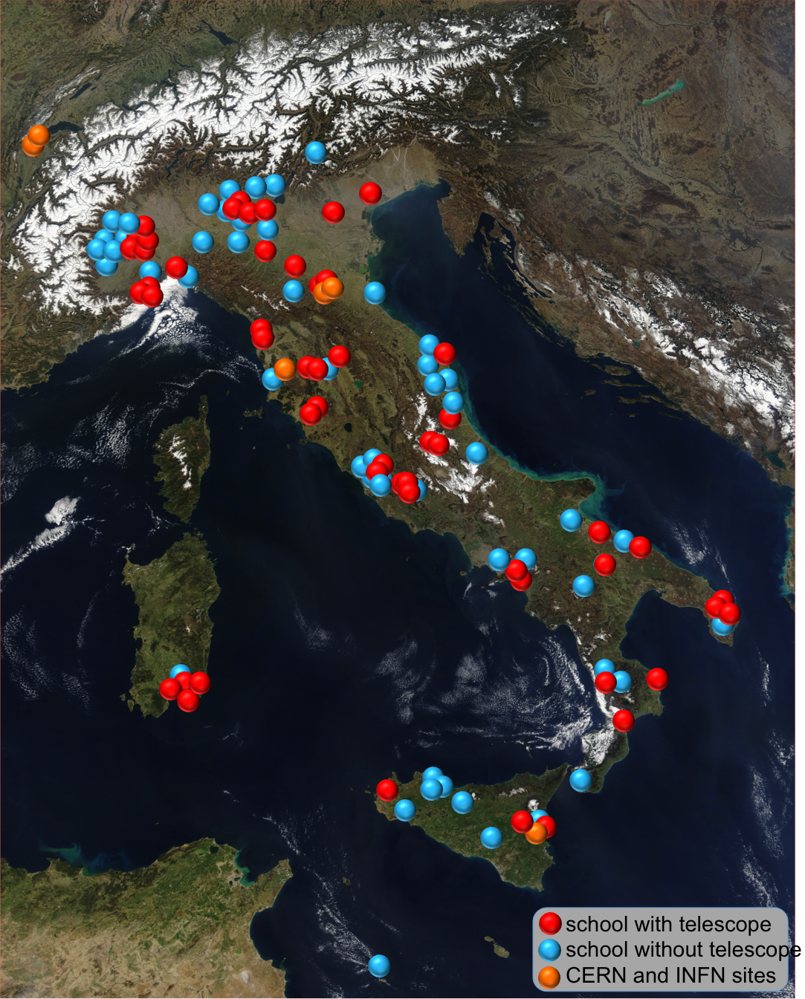 school with telescope
school without telescope
CERN and INFN sites